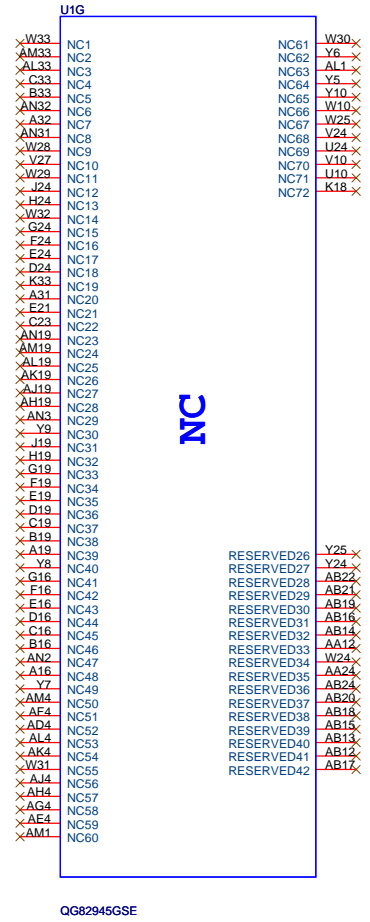 U1G
W33 NC1 NC61 W30
AM33 NC2 NC62 Y6
AL33 NC3 NC63 AL1
C33 NC4 NC64 Y5
B33 NC5 NC65 Y10
AN32 NC6 NC66 W10
A32 NC7 NC67 W25
AN31 NC8 NC68 V24
W28 NC9 NC69 U24
V27 NC10 NC70 V10
W29 NC11 NC71 U10
J24 NC12 NC72 K18
H24 NC13
W32 NC14
G24 NC15
F24 NC16
E24 NC17
D24 NC18
K33 NC19
A31 NC20
E21 NC21
C23 NC22
AN19 NC23
AM19 NC24
AL19 NC25
AK19 NC26
AJ19 NC27
AH19 NC28
AN3 NC29
NC
Y9 NC30
J19 NC31
H19 NC32
G19 NC33
F19 NC34
E19 NC35
D19 NC36
C19 NC37
B19 NC38
A19 NC39 RESERVED26 Y25
Y8 NC40 RESERVED27 Y24
G16 NC41 RESERVED28 AB22
F16 NC42 RESERVED29 AB21
E16 NC43 RESERVED30 AB19
D16 NC44 RESERVED31 AB16
C16 NC45 RESERVED32 AB14
B16 NC46 RESERVED33 AA12
AN2 NC47 RESERVED34 W24
A16 NC48 RESERVED35 AA24
Y7 NC49 RESERVED36 AB24
AM4 NC50 RESERVED37 AB20
AF4 NC51 RESERVED38 AB18
AD4 NC52 RESERVED39 AB15
AL4 NC53 RESERVED40 AB13
AK4 NC54 RESERVED41 AB12
W31 NC55 RESERVED42 AB17
AJ4 NC56
AH4 NC57
AG4 NC58
AE4 NC59
AM1 NC60
QG82945GSE